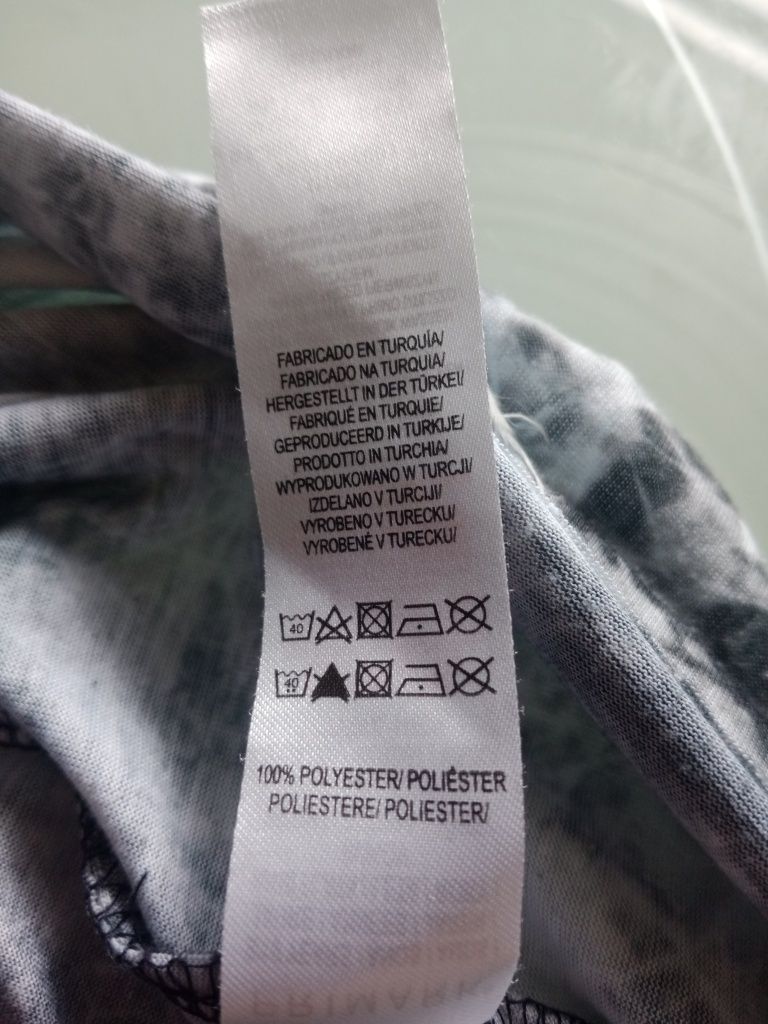 FABRICADO EN TURQUÍA/
FABRICADO NA TURQUIA/
HERGESTELLT IN DER TÜRKEI/
FABRIQUÉ EN TURQUIE/
GEPRODUCEERD IN TURKIJE/
PRODOTTO IN TURCHIA/
WYPRODUKOWANO W TURCJI/
IZDELANO V TURČIJI/
VYROBENO V TURECKU/
VYROBENÉ V TURECKU/
40
40
100% POLYESTER/ POLIÉSTER
POLIESTERE/ POLIESTER/